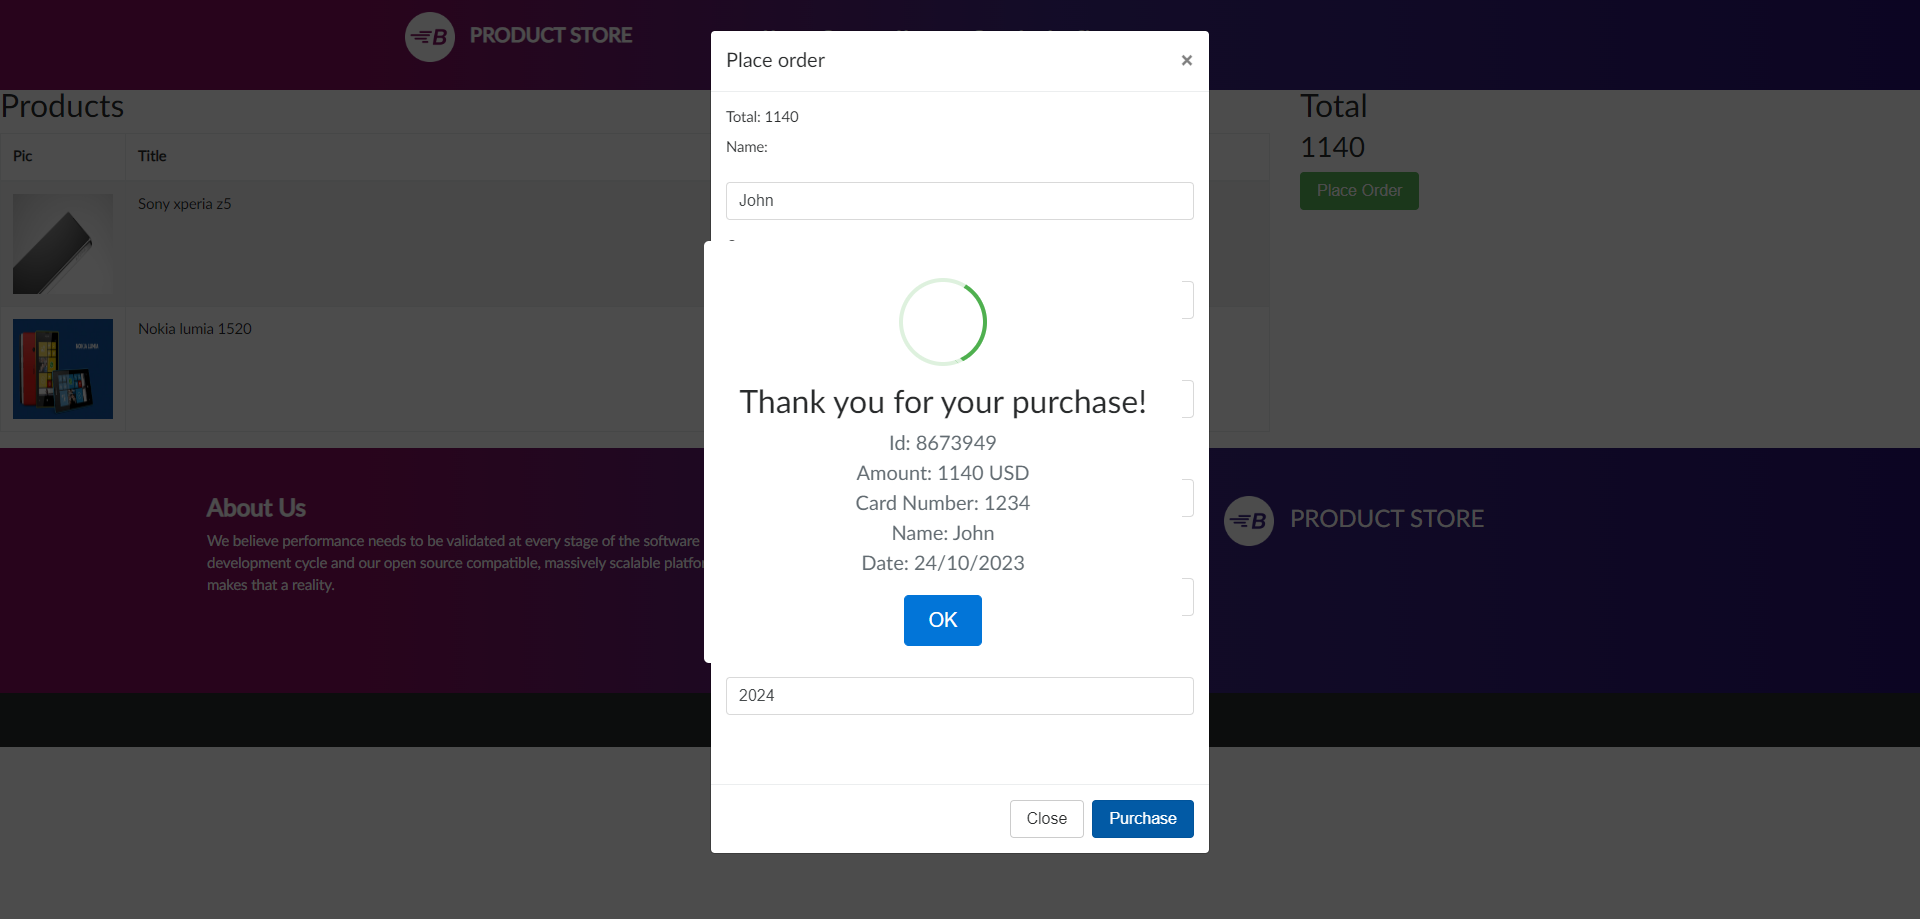 B PRODUCT STORE
Place order
×
Products
Total
Total: 1140
1140
Name:
Pic
Title
Place Order
Sony xperia z5
John
Nokia lumia 1520
Thank you for your purchase!
Id: 8673949
Amount: 1140 USD
Card Number: 1234
Name: John
Date: 24/10/2023
OK
About Us
We believe performance needs to be validated at every stage of the software
development cycle and our open source compatible, massively scalable platfor
makes that a reality.
B PRODUCT STORE
2024
Close
Purchase